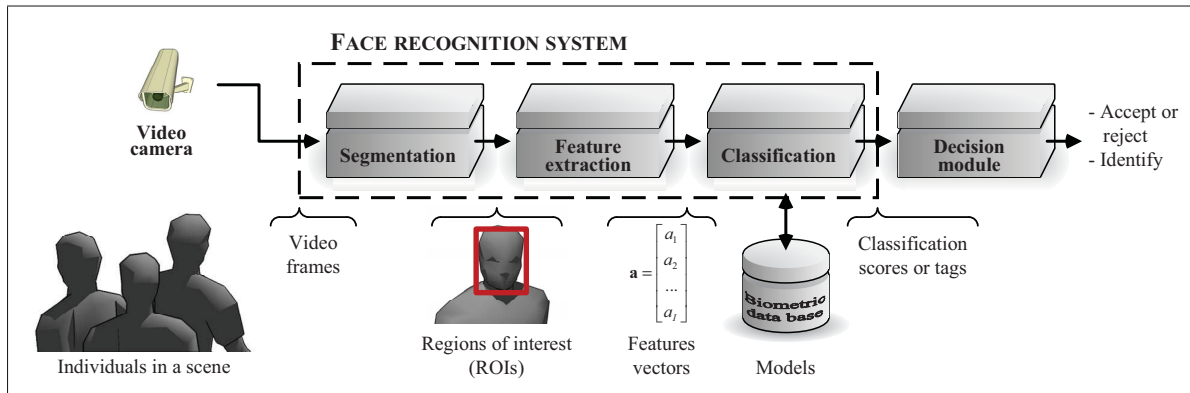 FACE RECOGNITION SYSTEM
Video
camera
Segmentation
Feature
extraction
Classification
Decision
module
- Accept or
reject
- Identify
Video
frames
a =
a1
a2
...
aI
Classification
scores or tags
Biometric
data base
Individuals in a scene
Regions of interest
(ROIs)
Features
vectors
Models